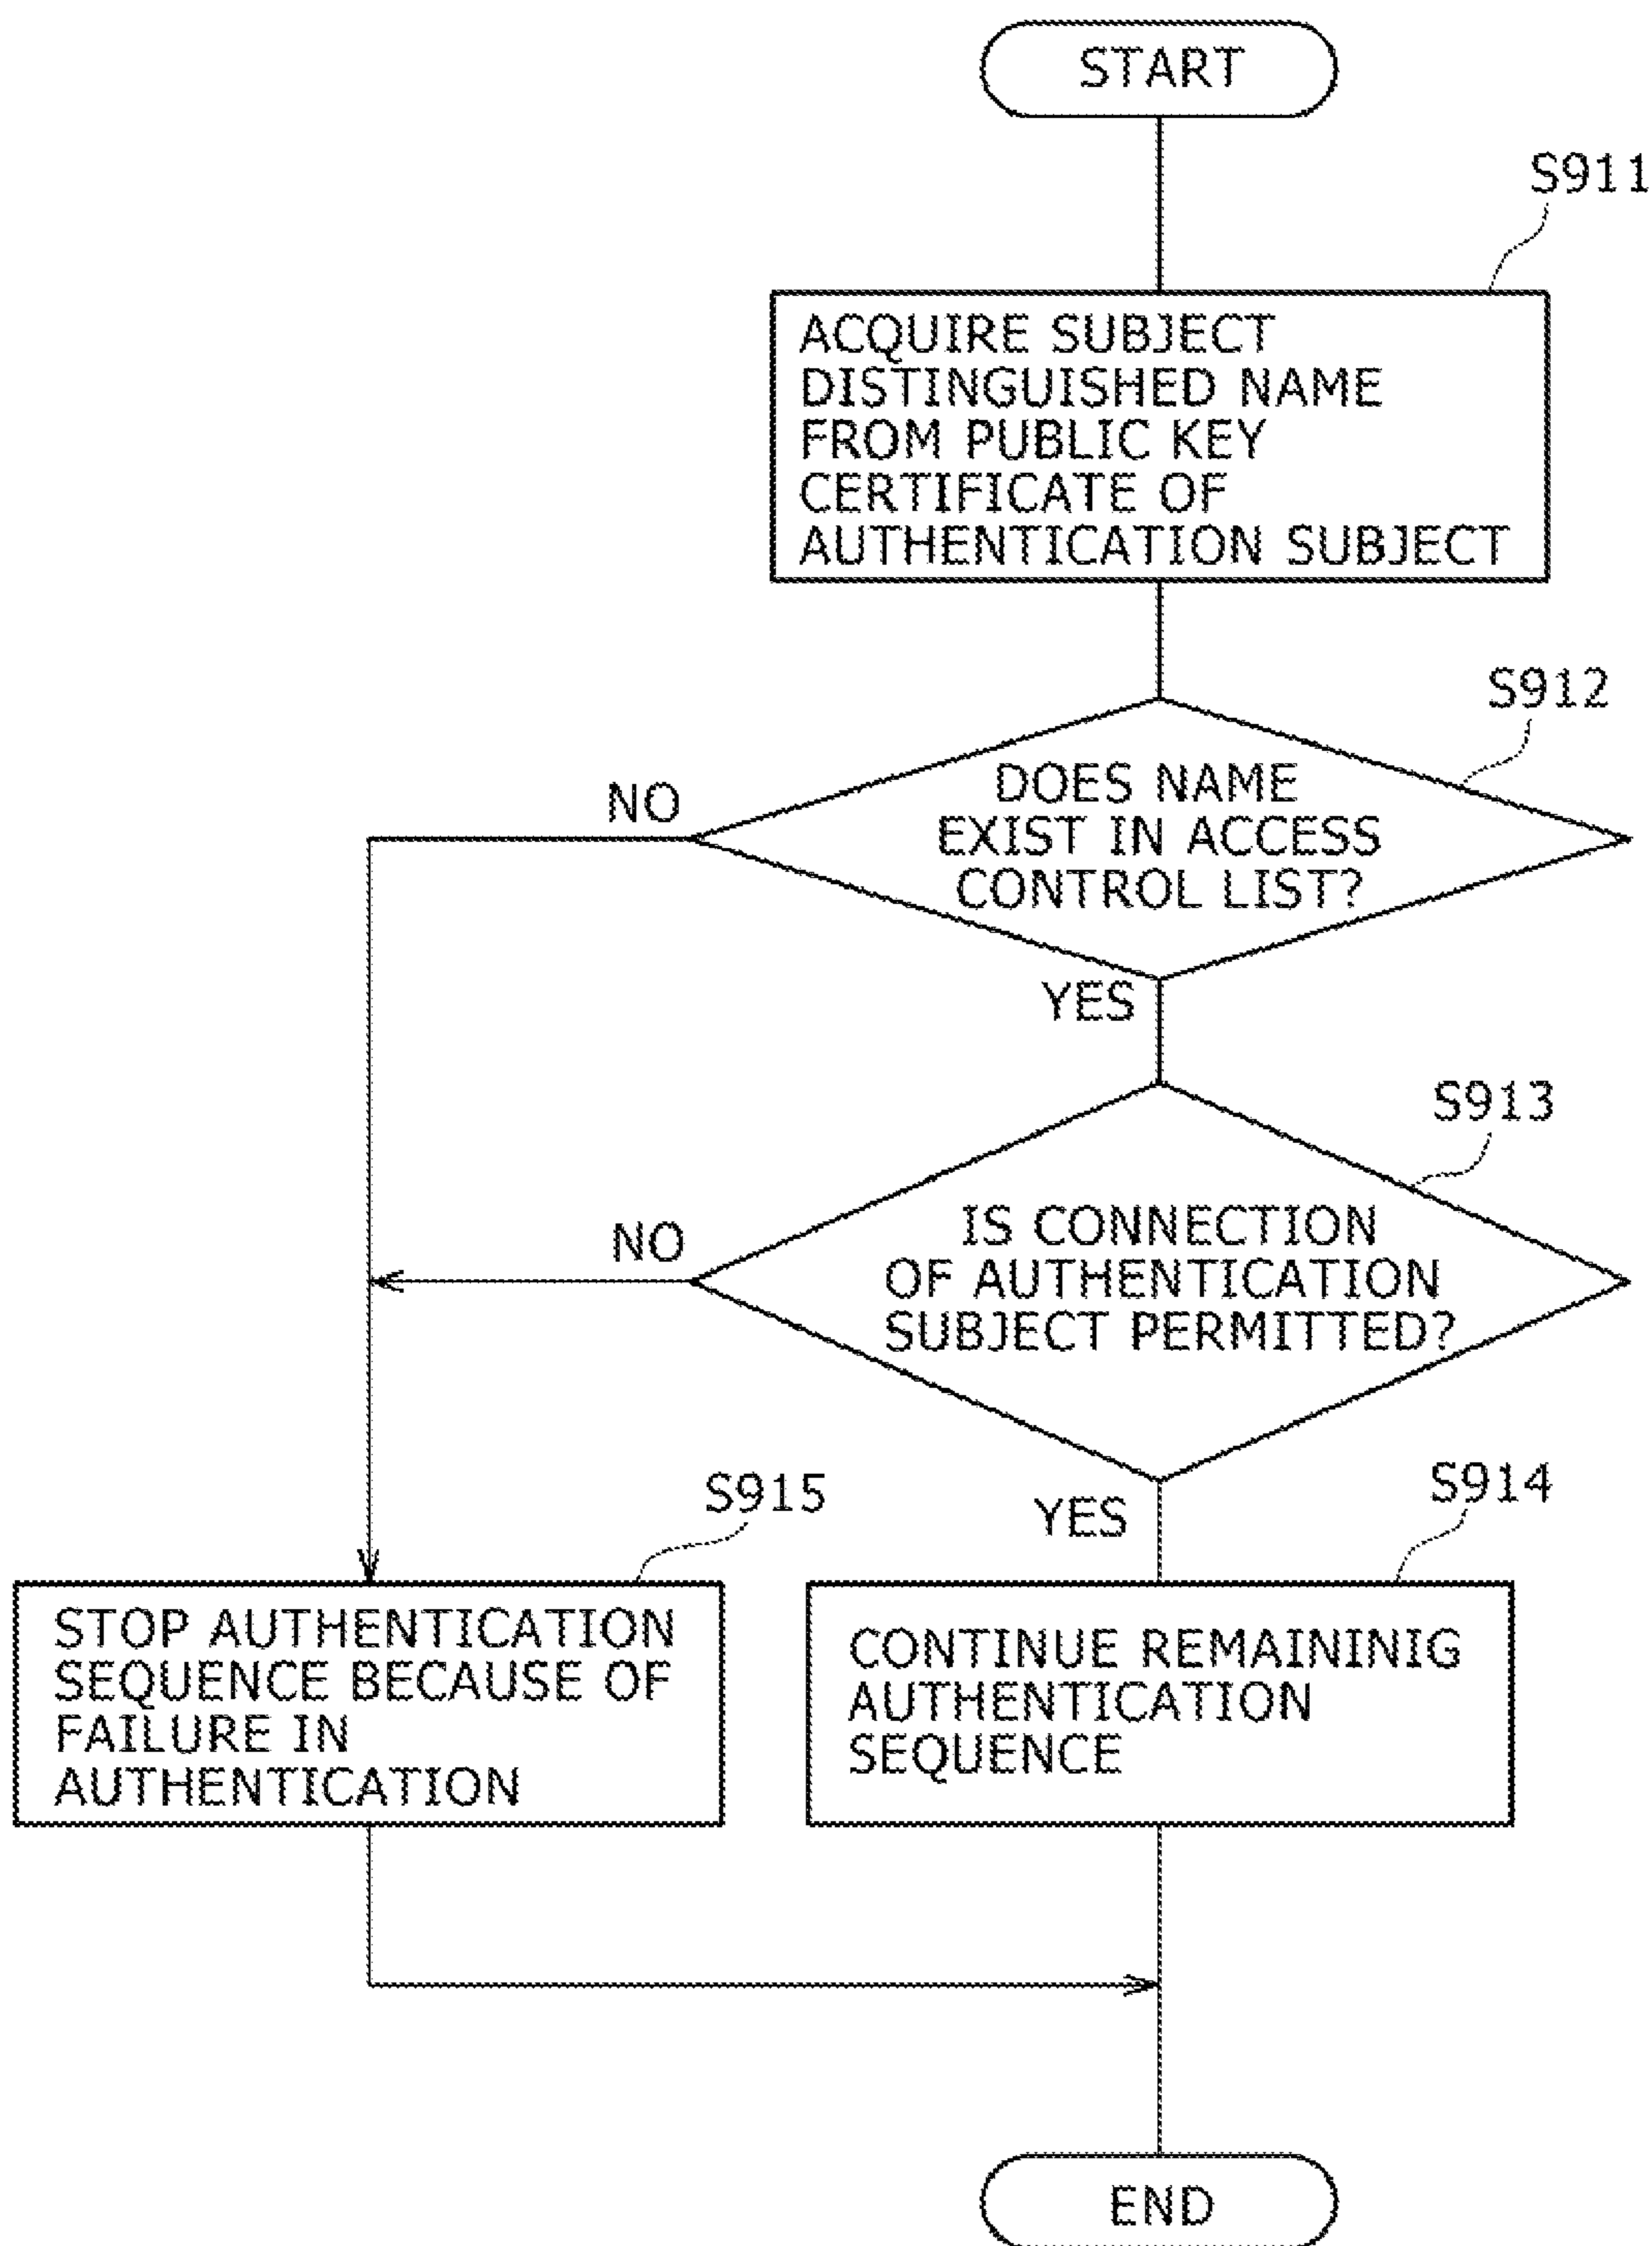 START
S911
ACQUIRE SUBJECT
DISTINGUISHED NAME
FROM PUBLIC KEY
CERTIFICATE OF
AUTHENTICATION SUBJECT
S912
NO
DOES NAME
EXIST IN ACCESS
CONTROL LIST?
YES
S913
NO
IS CONNECTION
OF AUTHENTICATION
SUBJECT PERMITTED?
YES
S915
STOP AUTHENTICATION
SEQUENCE BECAUSE OF
FAILURE IN
AUTHENTICATION
S914
CONTINUE REMAININIG
AUTHENTICATION
SEQUENCE
END